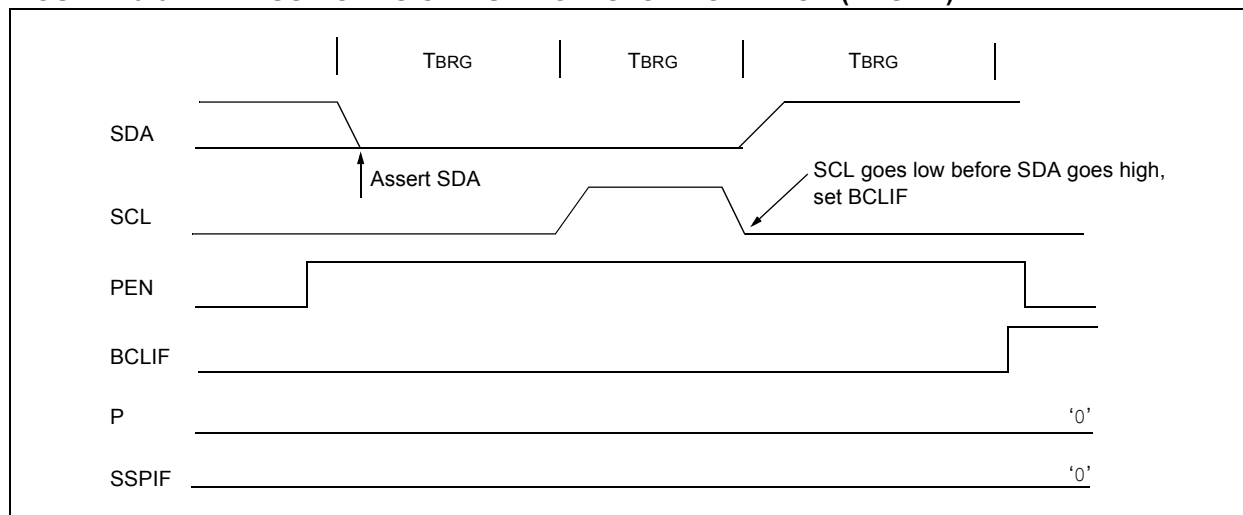 TBRG TBRG TBRG
SDA
Assert SDA
SCL goes low before SDA goes high,
set BCLIF
SCL
PEN
BCLIF
P '0'
SSPIF '0'